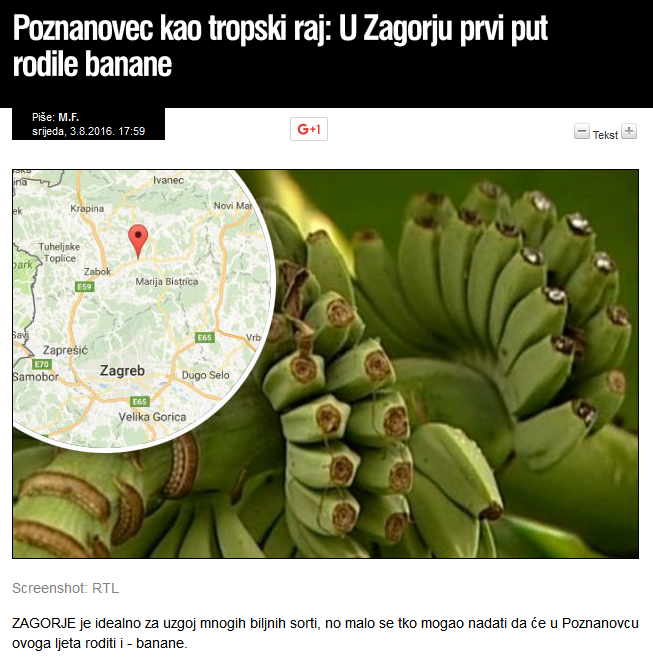 Poznanovec kao tropski raj: U Zagorju prvi put
rodile banane
Piše: M.F.
srijeda, 3.8.2016. 17:59
G+1
Tekst
Ivanec
Krapina
Novi Mar
Tuheljske
Toplice
Zabok
Marija Bistrica
E59
E65
Vrb
Zaprešić
E70
Samobor
Zagreb
Dugo Selo
E65
Velika Gorica
Screenshot: RTL
ZAGORJE je idealno za uzgoj mnogih biljnih sorti, no malo se tko mogao nadati da će u Poznanovcu
ovoga ljeta roditi i - banane.